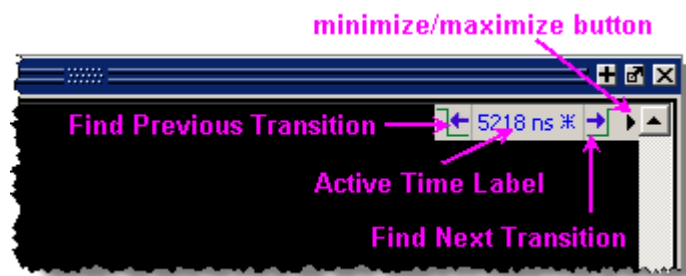 minimize/maximize button
Find Previous Transition
5218 ns
Active Time Label
Find Next Transition